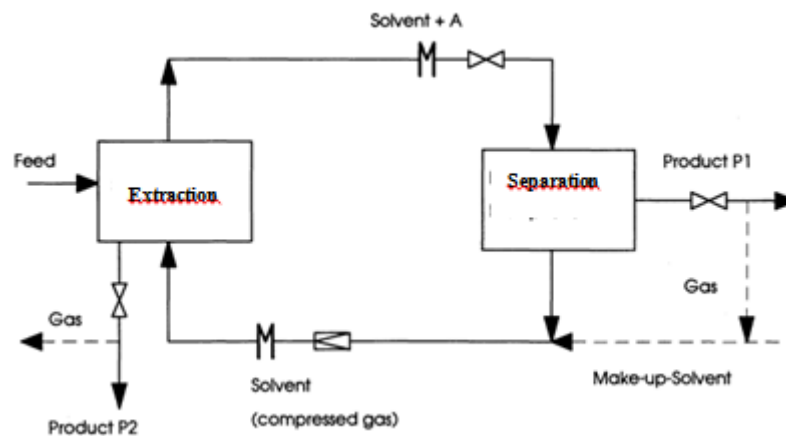 Solvent + A
Feed
Extraction
Separation
Product P1
Gas
Gas
Solvent
(compressed gas)
Make-up-Solvent
Product P2